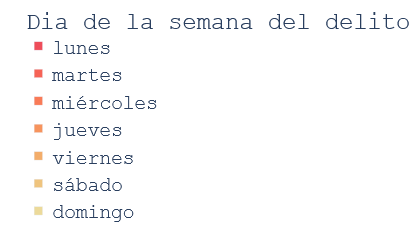 Dia de la semana del delito
lunes
martes
miércoles
jueves
viernes
sábado
domingo